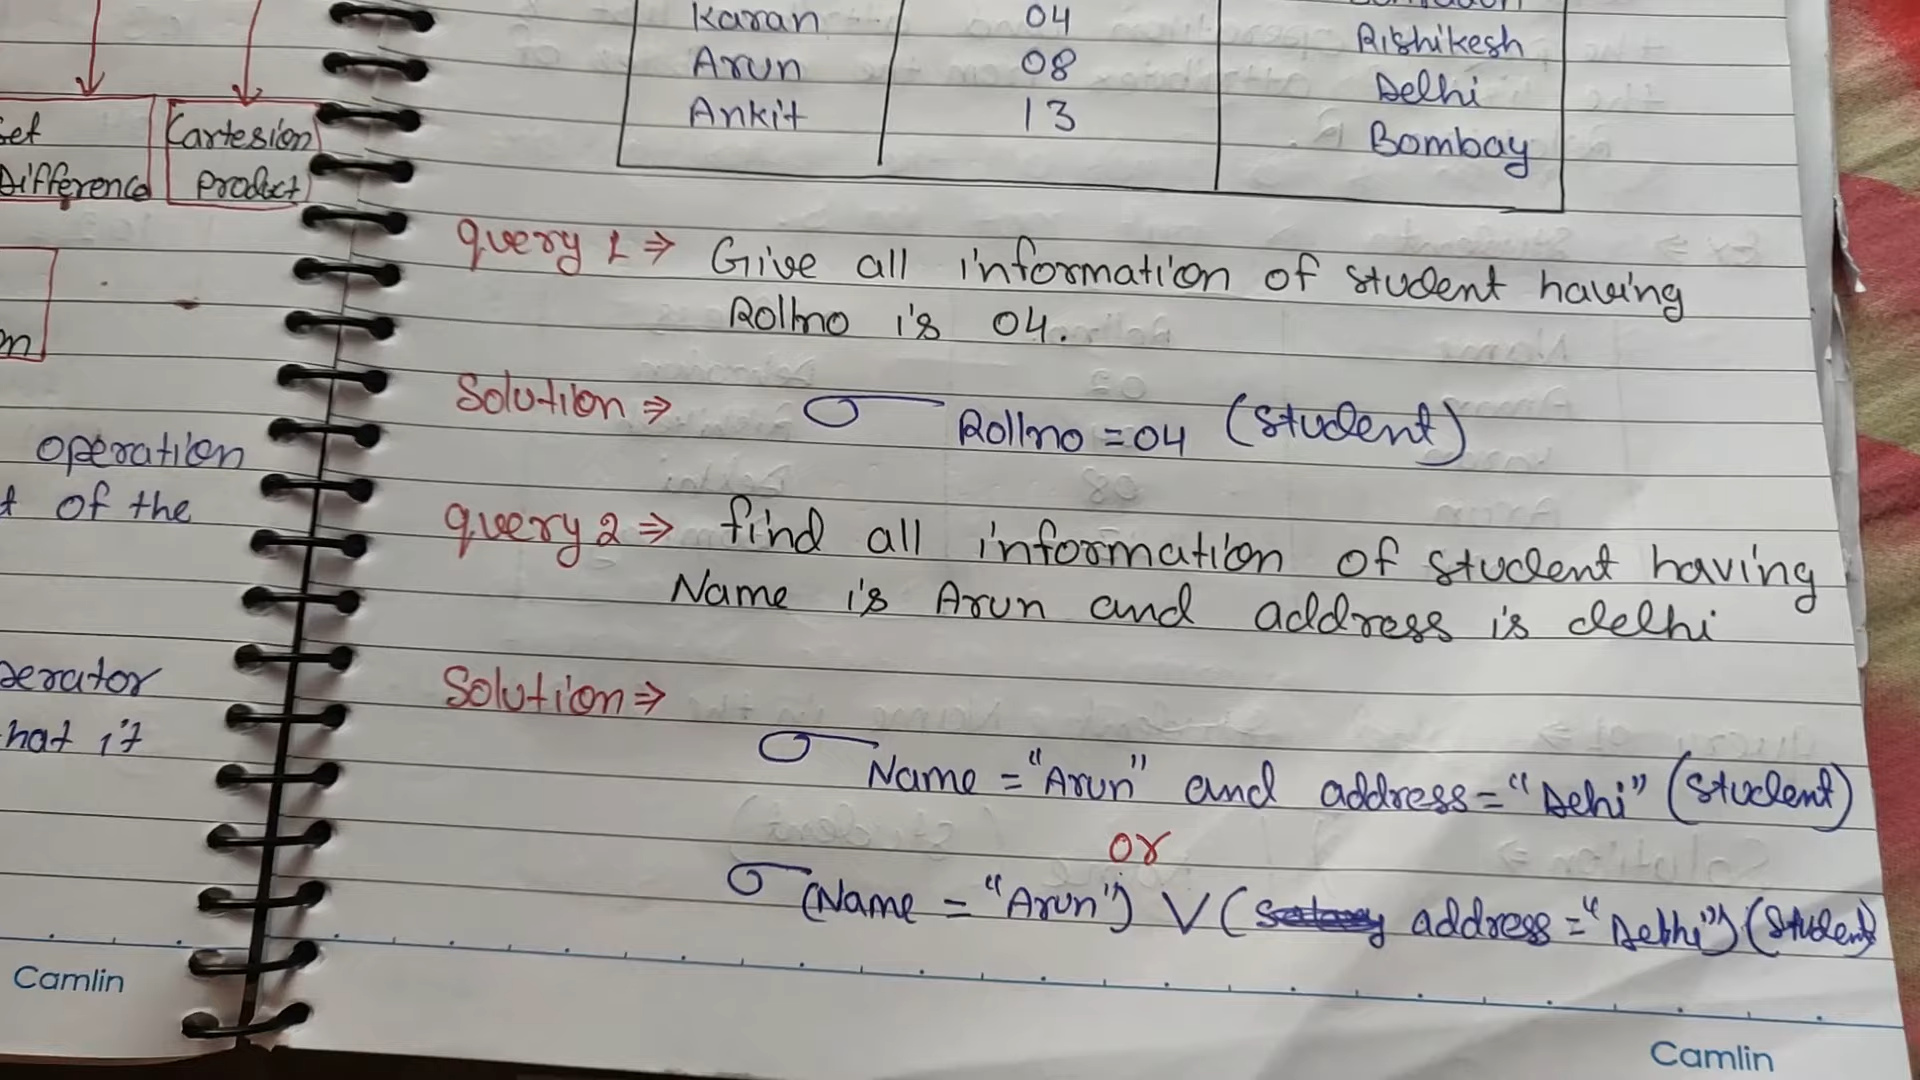 Set
Difference
Cartesion
Product
operation
of the
hat it
Camlin
Karan 04 Rishikesh
Arun 08 Delhi
Ankit 13 Bombay
query 1 ⇒ Give all information of student having
Rollno is 04.
Solution ⇒ σ Rollno = 04 (Student)
query 2 ⇒ find all information of student having
Name is Arun and address is delhi
Solution ⇒
σ Name = "Arun" and address = "Dehi" (Student)
or
σ (Name = "Arun") V ( address = "Delhi") (Student)
Camlin